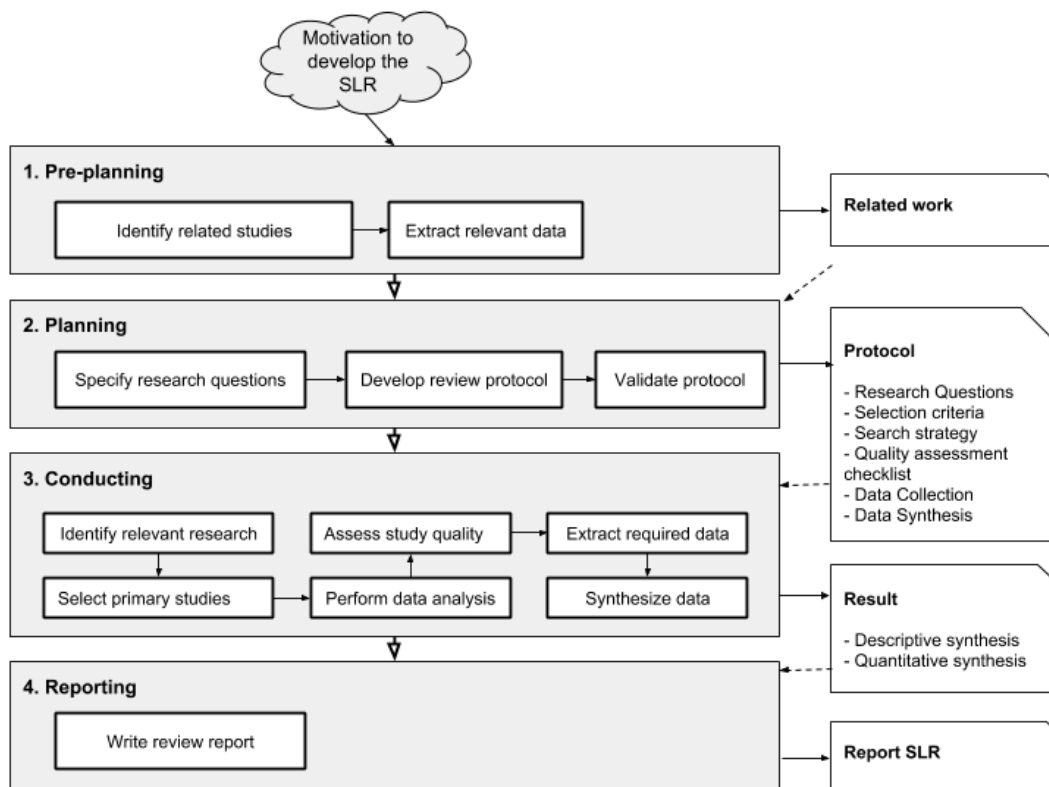 Motivation to
develop the
SLR
1. Pre-planning
Identify related studies
Extract relevant data
Related work
2. Planning
Specify research questions
Develop review protocol
Validate protocol
Protocol
- Research Questions
- Selection criteria
- Search strategy
- Quality assessment
checklist
- Data Collection
- Data Synthesis
3. Conducting
Identify relevant research
Assess study quality
Extract required data
Select primary studies
Perform data analysis
Synthesize data
Result
- Descriptive synthesis
- Quantitative synthesis
4. Reporting
Write review report
Report SLR